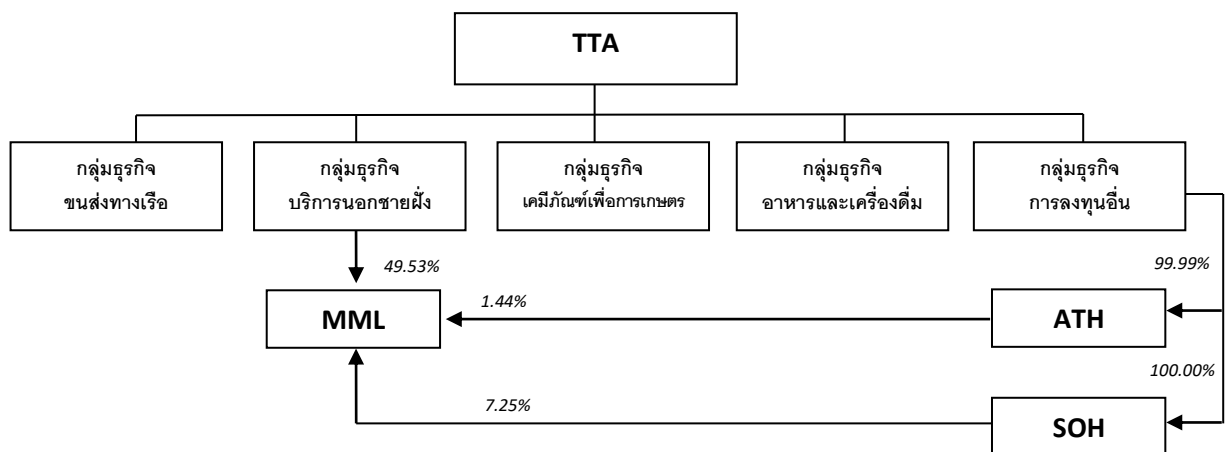 TTA
กลุ่มธุรกิจ
ขนส่งทางเรือ
กลุ่มธุรกิจ
บริการนอกชายฝั่ง
กลุ่มธุรกิจ
เคมีภัณฑ์เพื่อการเกษตร
กลุ่มธุรกิจ
อาหารและเครื่องดื่ม
กลุ่มธุรกิจ
การลงทุนอื่น
49.53%
99.99%
MML
1.44%
ATH
100.00%
7.25%
SOH